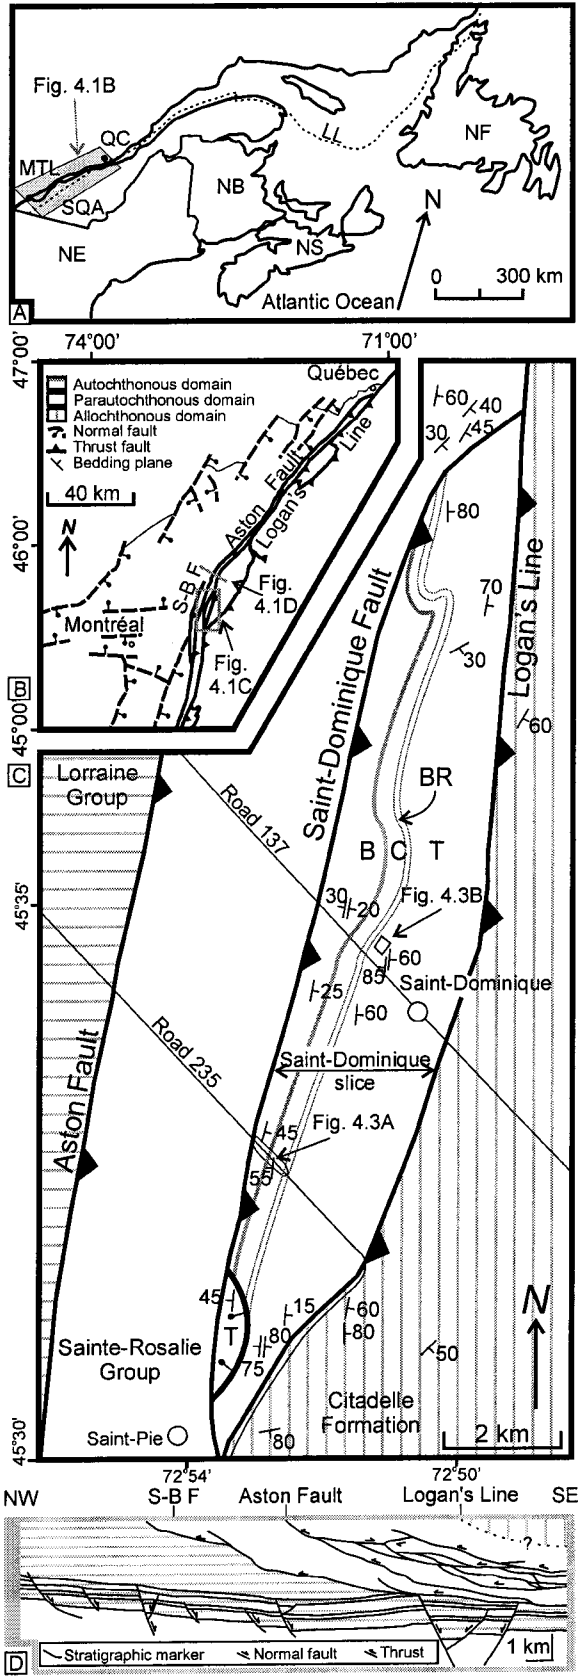 Fig. 4.1B
QC
MTL
SQA
NE
NB
NS
NF
LL
N
0 300 km
Atlantic Ocean
A
74°00' 71°00'
47°00'
46°00'
45°00'
Autochthonous domain
Parautochthonous domain
Allochthonous domain
Normal fault
Thrust fault
Bedding plane
40 km
N
Québec
Aston Fault
Logan's Line
S-B F
Montréal
Fig. 4.1D
Fig. 4.1C
B
C
60
40
45
30
80
70
30
60
Saint-Dominique Fault
Logan's Line
Lorraine Group
Road 137
BR
B C T
45°35'
30
20
Fig. 4.3B
60
85
Saint-Dominique
25
60
Road 235
Saint-Dominique slice
Aston Fault
45
Fig. 4.3A
55
45
T
15
60
80
80
75
50
Sainte-Rosalie Group
Saint-Pie
Citadelle Formation
80
N
2 km
45°30'
72°54' 72°50'
NW S-B F Aston Fault Logan's Line SE
?
D
Stratigraphic marker Normal fault Thrust
1 km